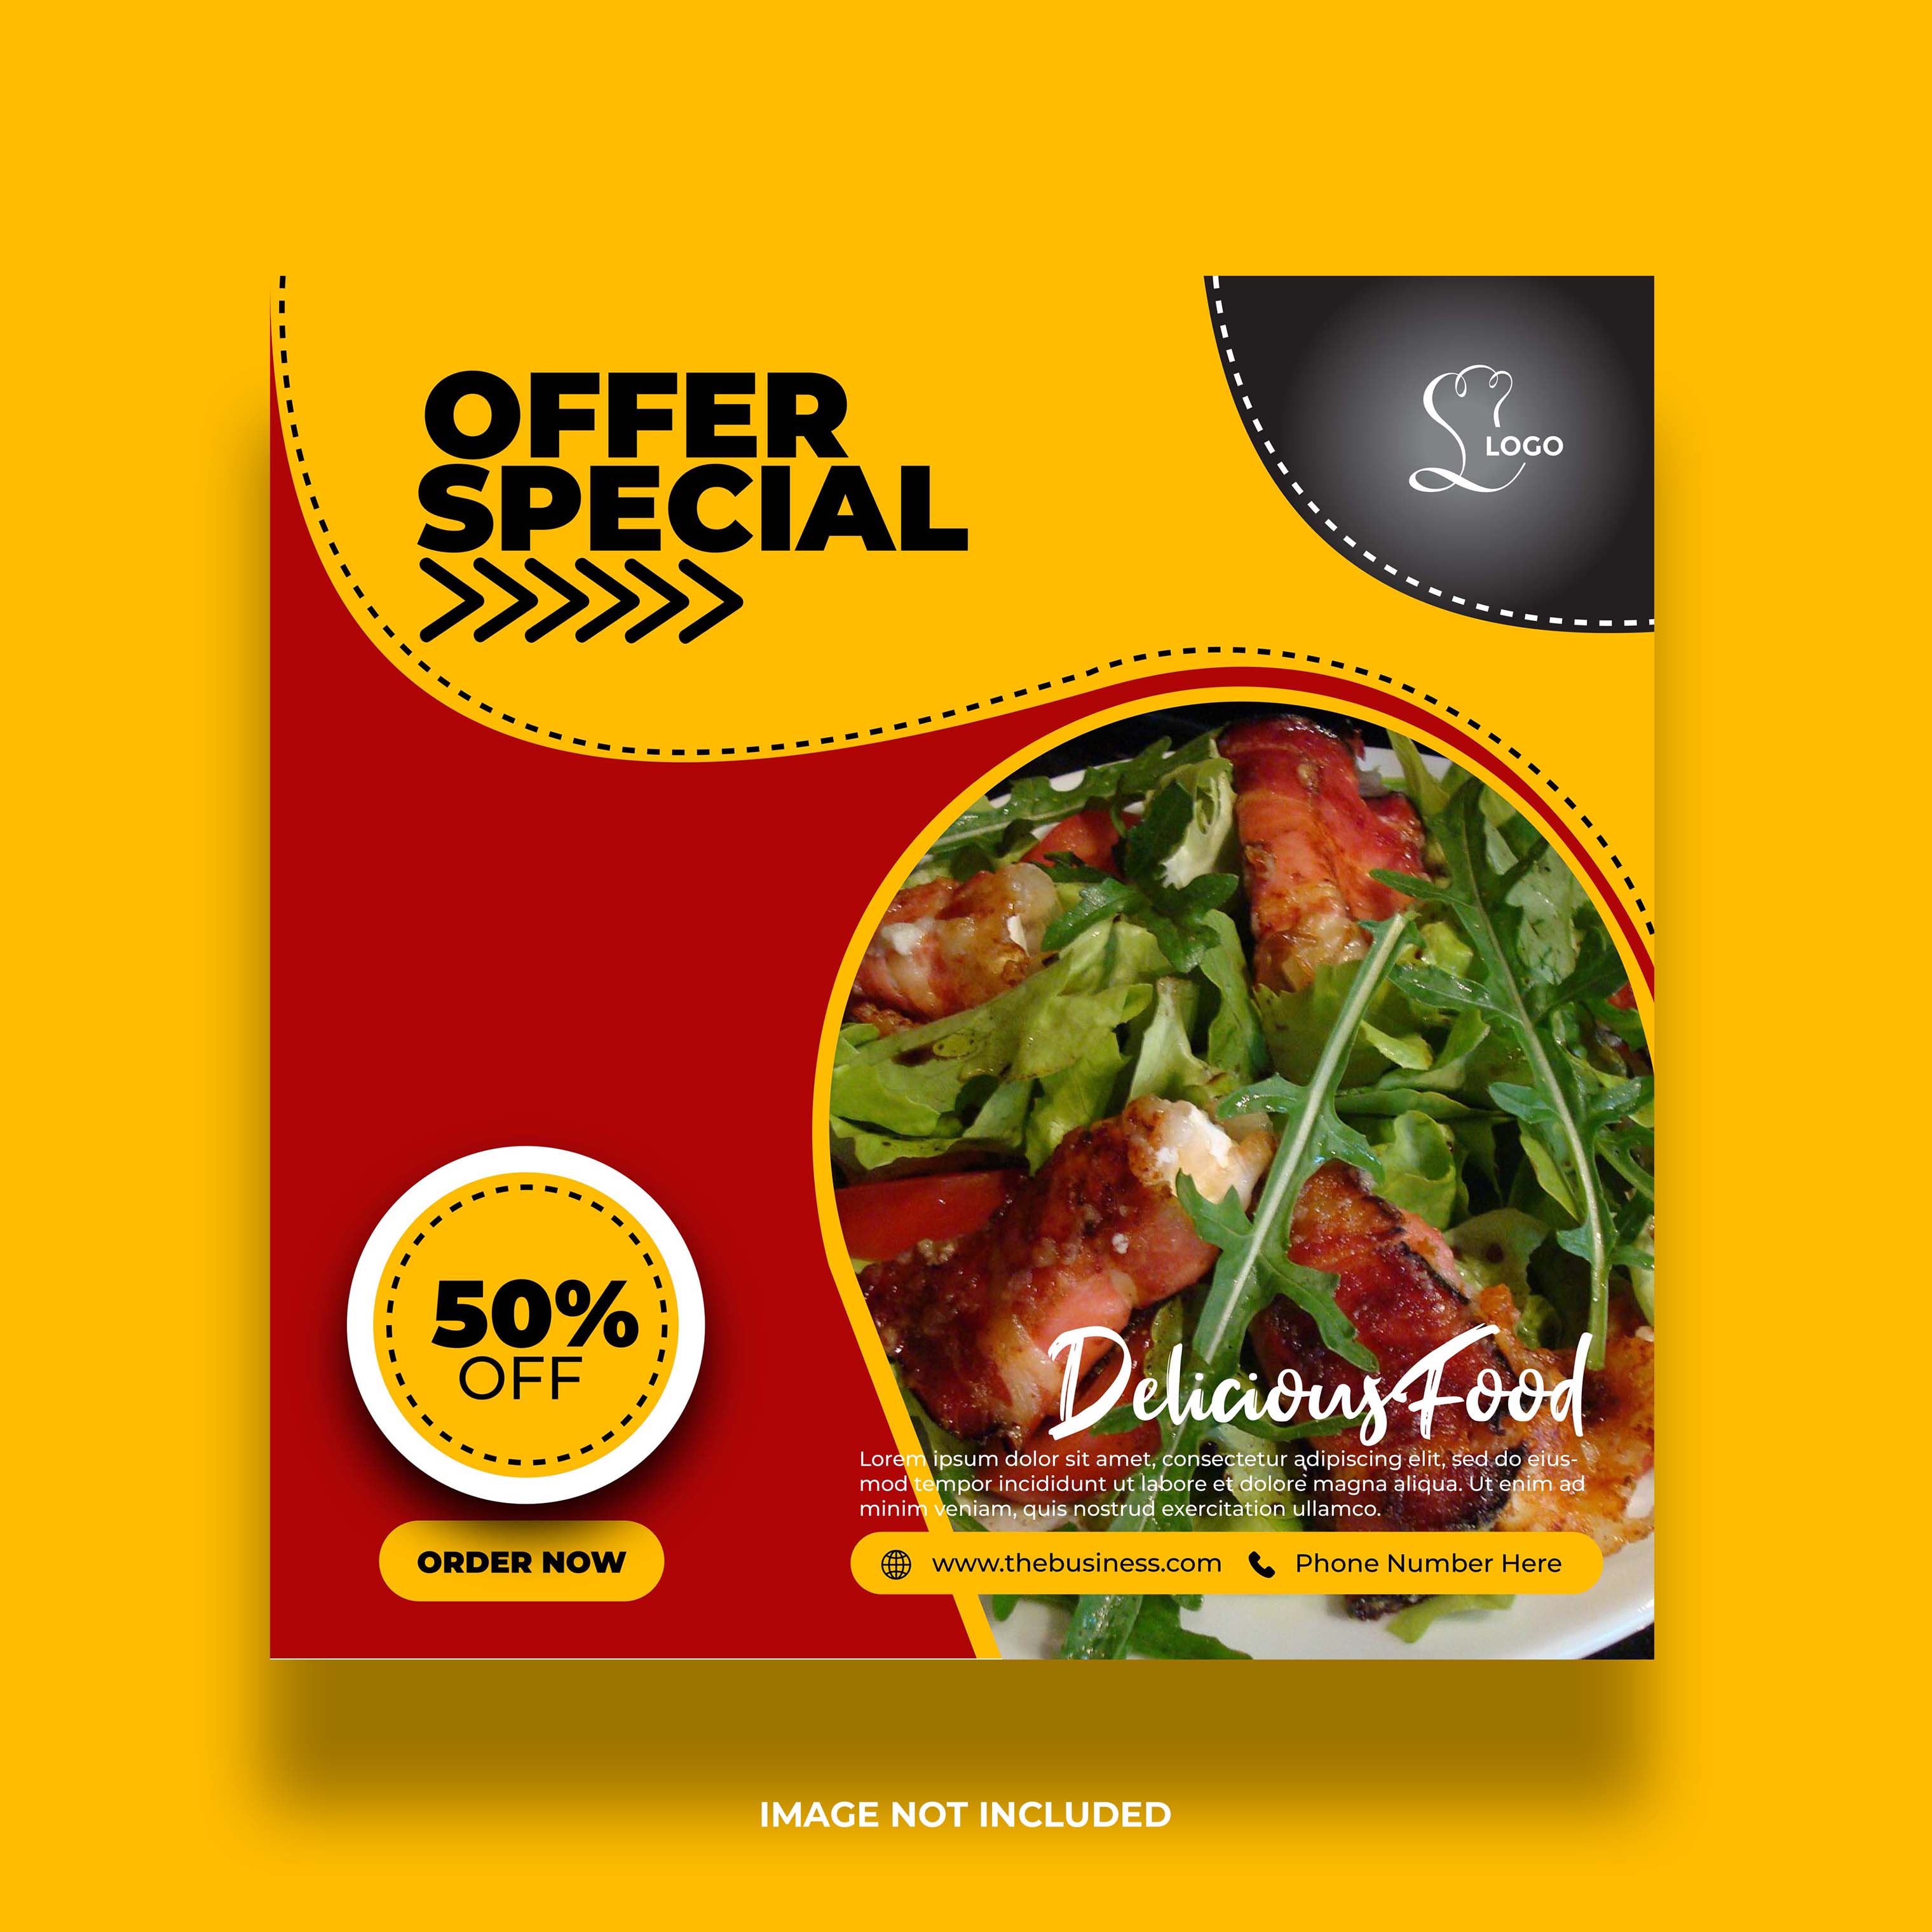 OFFER
SPECIAL
LOGO
50%
OFF
ORDER NOW
Delicious Food
Lorem ipsum dolor sit amet, consectetur adipiscing elit, sed do eius-
mod tempor incididunt ut labore et dolore magna aliqua. Ut enim ad
minim veniam, quis nostrud exercitation ullamco.
www.thebusiness.com Phone Number Here
IMAGE NOT INCLUDED